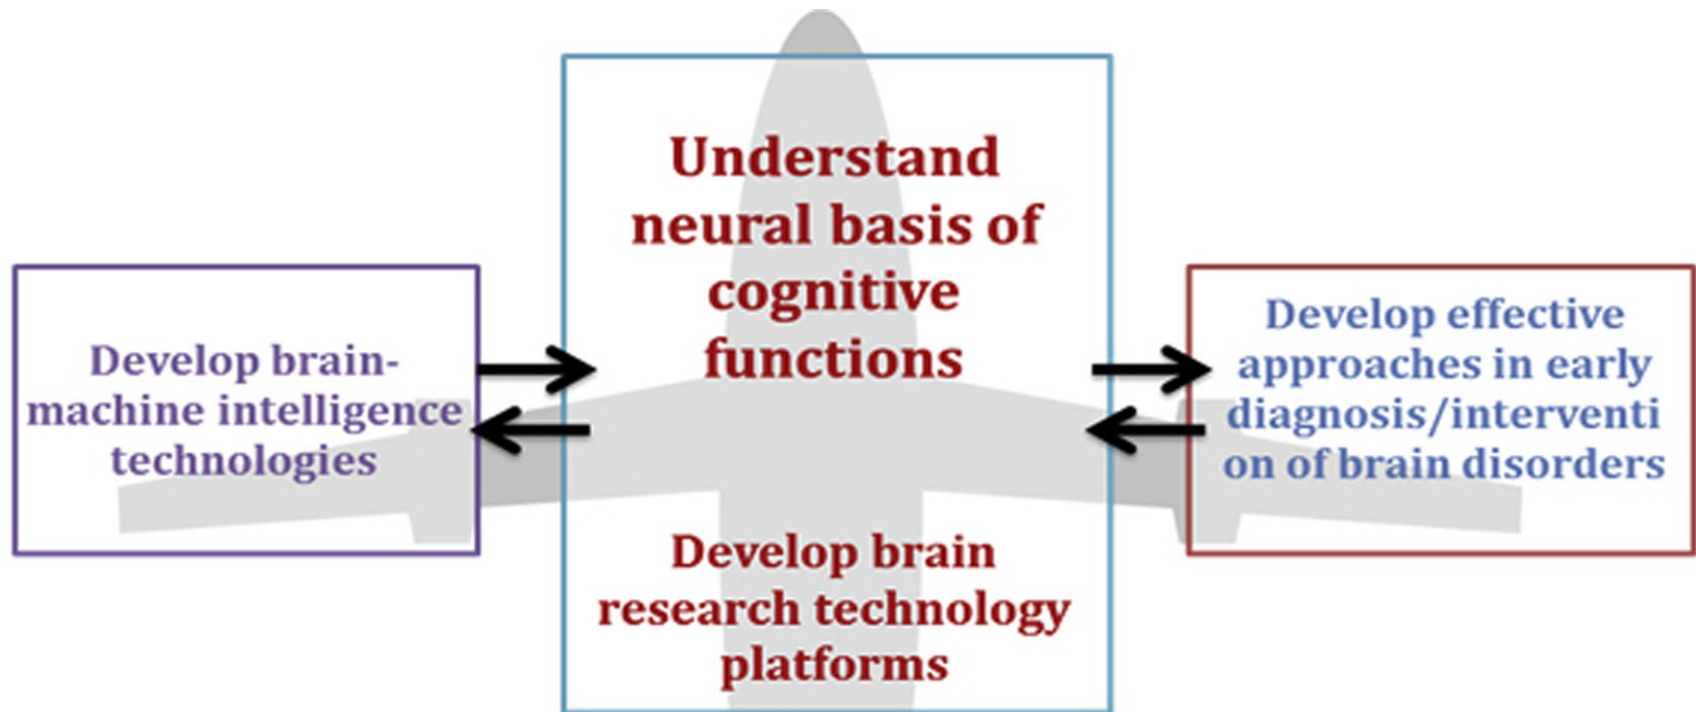 Develop brain-
machine intelligence
technologies
Understand
neural basis of
cognitive
functions
Develop brain
research technology
platforms
Develop effective
approaches in early
diagnosis/interventi
on of brain disorders